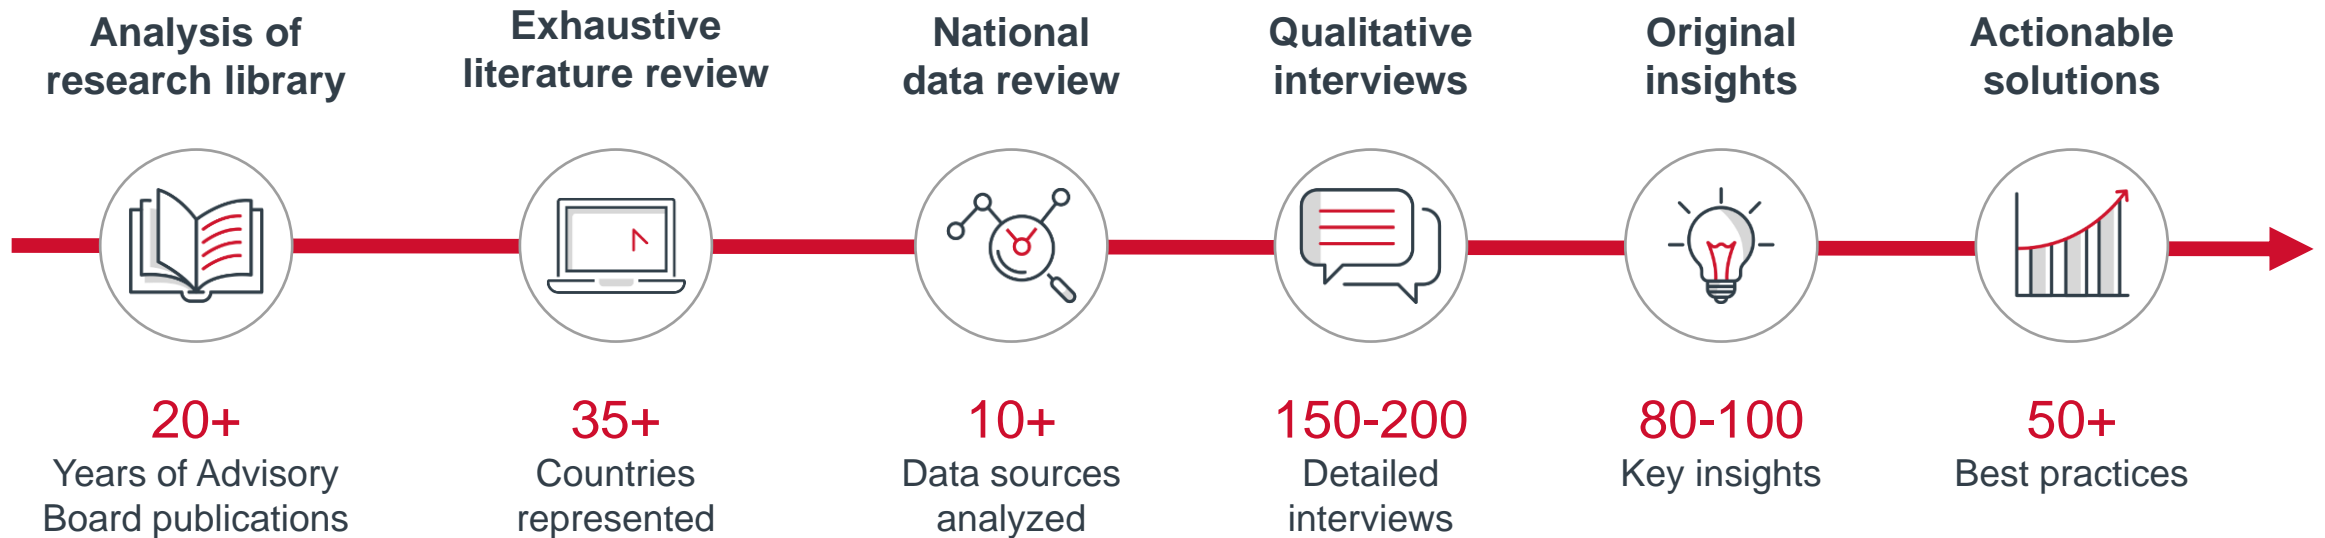 Analysis of
research library
20+
Years of Advisory
Board publications
Exhaustive
literature review
35+
Countries
represented
National
data review
10+
Data sources
analyzed
Qualitative
interviews
150-200
Detailed
interviews
Original
insights
80-100
Key insights
Actionable
solutions
50+
Best practices